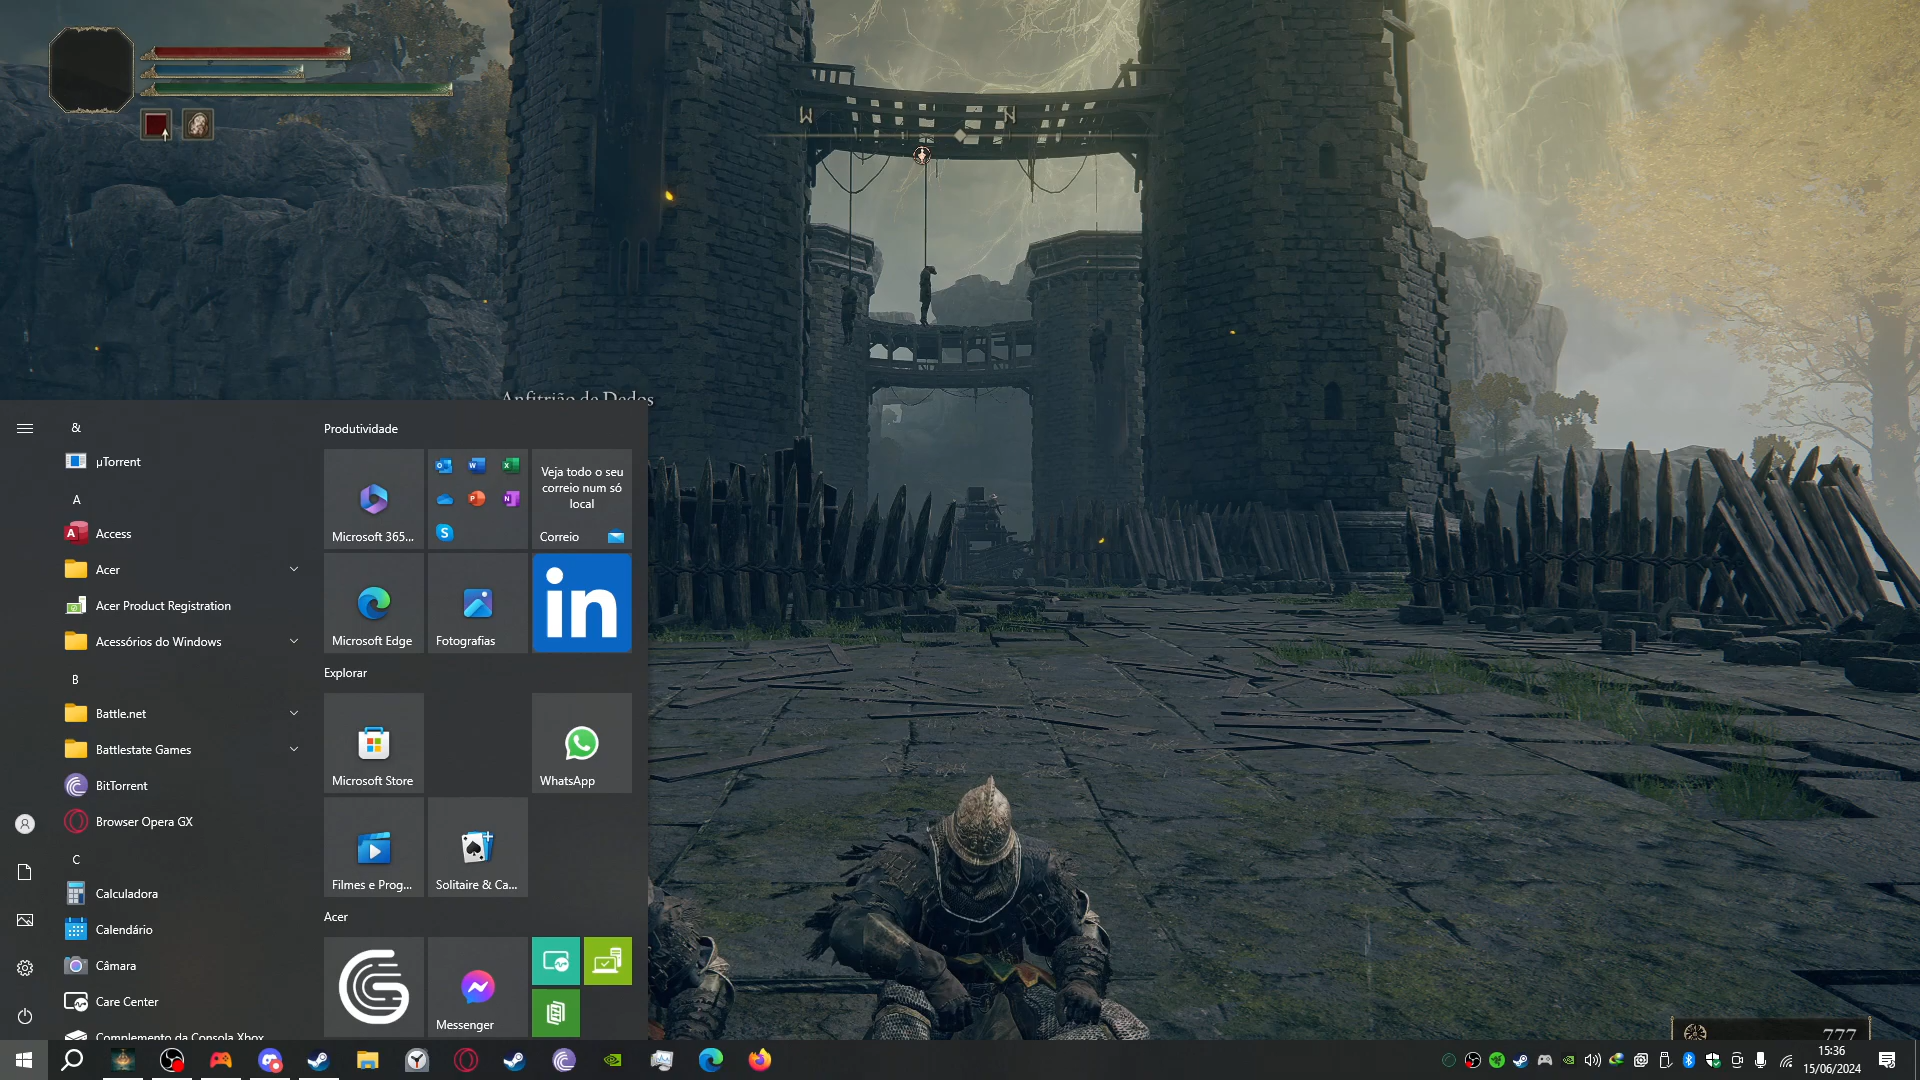 W
N
Anfitrião de Dedos
&
µTorrent
A
Access
Acer
Acer Product Registration
Acessórios do Windows
B
Battle.net
Battlestate Games
BitTorrent
Browser Opera GX
C
Calculadora
Calendário
Câmara
Care Center
Complemento da Consola Xbox
Produtividade
Microsoft 365...
Veja todo o seu
correio num só
local
Correio
Microsoft Edge
Fotografias
in
Explorar
Microsoft Store
WhatsApp
Filmes e Prog...
Solitaire & Ca...
Acer
Messenger
777
15:36
15/06/2024